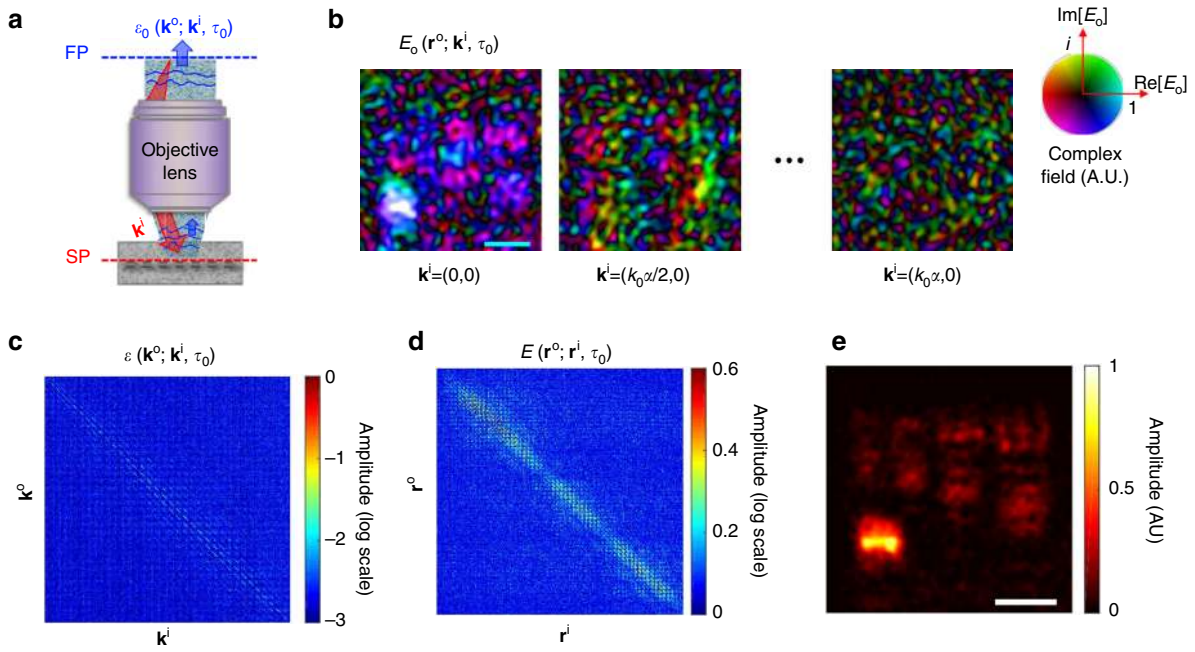 a
ε₀ (kᵒ; kⁱ, τ₀)
FP
Objective
lens
kⁱ
SP
b
Eₒ (rᵒ; kⁱ, τ₀)
kⁱ=(0,0)
kⁱ=(k₀α/2,0)
•••
kⁱ=(k₀α,0)
Im[Eₒ]
i
Re[Eₒ]
1
Complex
field (A.U.)
c
ε (kᵒ; kⁱ, τ₀)
kᵒ
kⁱ
0
–1
–2
–3
Amplitude (log scale)
d
E (rᵒ; rⁱ, τ₀)
rᵒ
rⁱ
0.6
0.4
0.2
0
Amplitude (log scale)
e
1
0.5
0
Amplitude (AU)